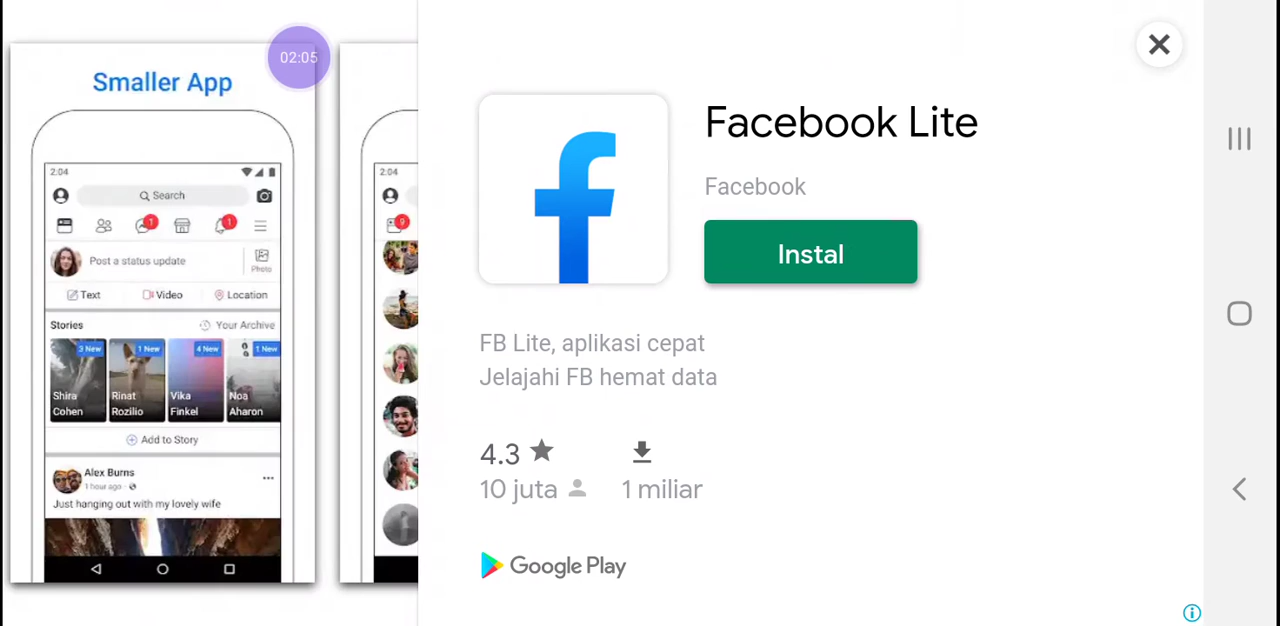 02:05
Smaller App
2:04
Search
1
1
Post a status update
Photo
Text
Video
Location
Stories
Your Archive
3 New
1 New
4 New
1 New
Shira
Cohen
Rinat
Rozilio
Vika
Finkel
Noa
Aharon
Add to Story
Alex Burns
1 hour ago
Just hanging out with my lovely wife
2:04
9
Facebook Lite
Facebook
Instal
FB Lite, aplikasi cepat
Jelajahi FB hemat data
4.3
10 juta
1 miliar
Google Play